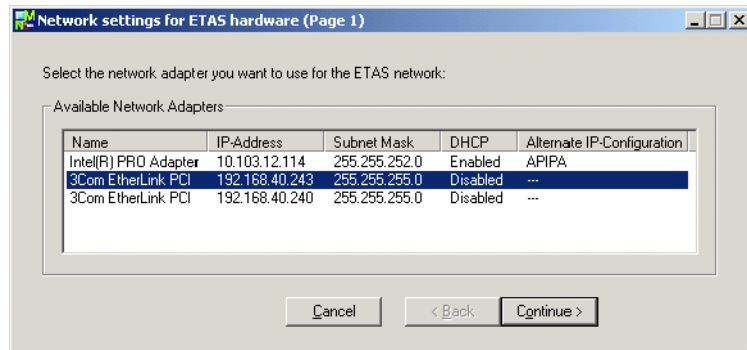 Network settings for ETAS hardware (Page 1)
Select the network adapter you want to use for the ETAS network:
Available Network Adapters
Name IP-Address Subnet Mask DHCP Alternate IP-Configuration
Intel(R) PRO Adapter 10.103.12.114 255.255.252.0 Enabled APIPA
3Com EtherLink PCI 192.168.40.243 255.255.255.0 Disabled ---
3Com EtherLink PCI 192.168.40.240 255.255.255.0 Disabled ---
Cancel < Back Continue >